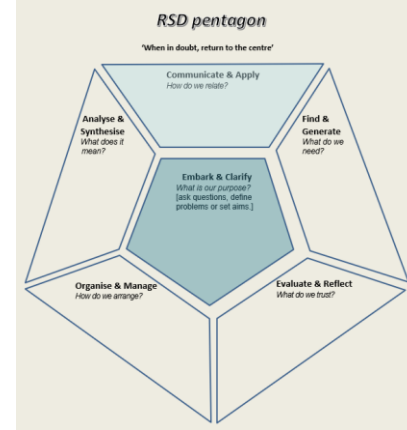 RSD pentagon
'When in doubt, return to the centre'
Communicate & Apply
How do we relate?
Analyse &
Synthesise
What does it
mean?
Find &
Generate
What do we
need?
Embark & Clarify
What is our purpose?
[ask questions, define
problems or set aims.]
Organise & Manage
How do we arrange?
Evaluate & Reflect
What do we trust?